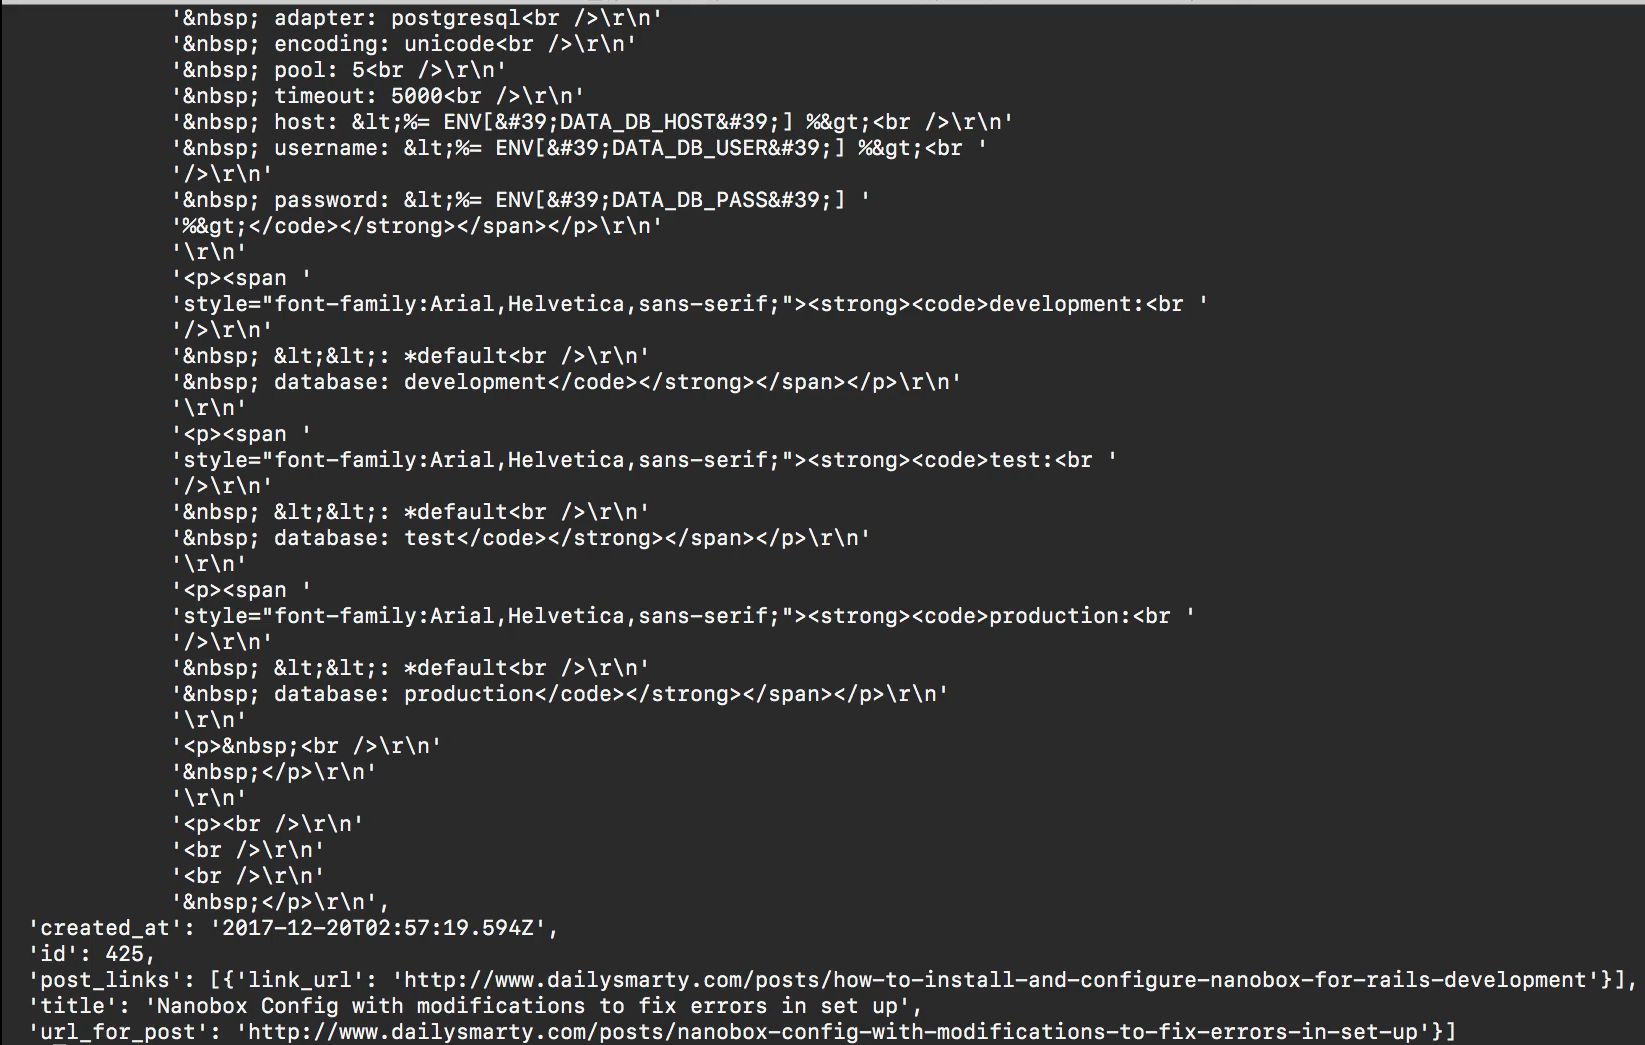 '&nbsp; adapter: postgresql<br />\r\n'
'&nbsp; encoding: unicode<br />\r\n'
'&nbsp; pool: 5<br />\r\n'
'&nbsp; timeout: 5000<br />\r\n'
'&nbsp; host: &lt;%= ENV[&#39;DATA_DB_HOST&#39;] %&gt;<br />\r\n'
'&nbsp; username: &lt;%= ENV[&#39;DATA_DB_USER&#39;] %&gt;<br '
'/>\r\n'
'&nbsp; password: &lt;%= ENV[&#39;DATA_DB_PASS&#39;] '
'%&gt;</code></strong></span></p>\r\n'
'\r\n'
'<p><span '
'style="font-family:Arial,Helvetica,sans-serif;"><strong><code>development:<br '
'/>\r\n'
'&nbsp; &lt;&lt;: *default<br />\r\n'
'&nbsp; database: development</code></strong></span></p>\r\n'
'\r\n'
'<p><span '
'style="font-family:Arial,Helvetica,sans-serif;"><strong><code>test:<br '
'/>\r\n'
'&nbsp; &lt;&lt;: *default<br />\r\n'
'&nbsp; database: test</code></strong></span></p>\r\n'
'\r\n'
'<p><span '
'style="font-family:Arial,Helvetica,sans-serif;"><strong><code>production:<br '
'/>\r\n'
'&nbsp; &lt;&lt;: *default<br />\r\n'
'&nbsp; database: production</code></strong></span></p>\r\n'
'\r\n'
'<p>&nbsp;<br />\r\n'
'&nbsp;</p>\r\n'
'\r\n'
'<p><br />\r\n'
'<br />\r\n'
'<br />\r\n'
'&nbsp;</p>\r\n',
'created_at': '2017-12-20T02:57:19.594Z',
'id': 425,
'post_links': [{'link_url': 'http://www.dailysmarty.com/posts/how-to-install-and-configure-nanobox-for-rails-development'}],
'title': 'Nanobox Config with modifications to fix errors in set up',
'url_for_post': 'http://www.dailysmarty.com/posts/nanobox-config-with-modifications-to-fix-errors-in-set-up'}]